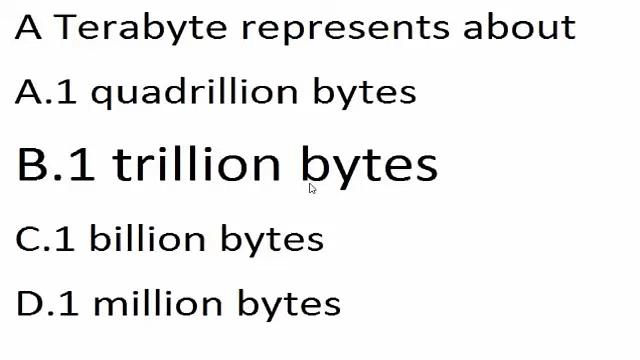 A Terabyte represents about
A.1 quadrillion bytes
B.1 trillion bytes
C.1 billion bytes
D.1 million bytes